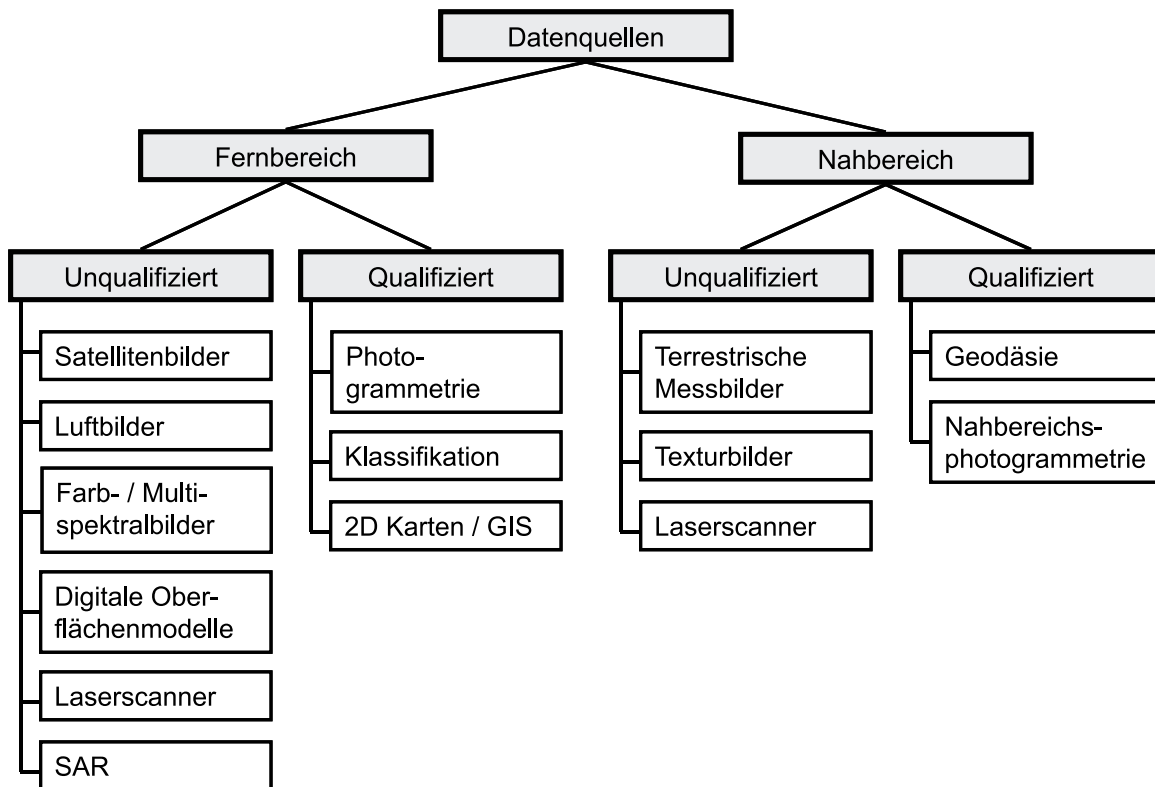 Datenquellen
Fernbereich
Nahbereich
Unqualifiziert
Qualifiziert
Unqualifiziert
Qualifiziert
Satellitenbilder
Luftbilder
Farb- / Multi-
spektralbilder
Digitale Ober-
flächenmodelle
Laserscanner
SAR
Photo-
grammetrie
Klassifikation
2D Karten / GIS
Terrestrische
Messbilder
Texturbilder
Laserscanner
Geodäsie
Nahbereichs-
photogrammetrie